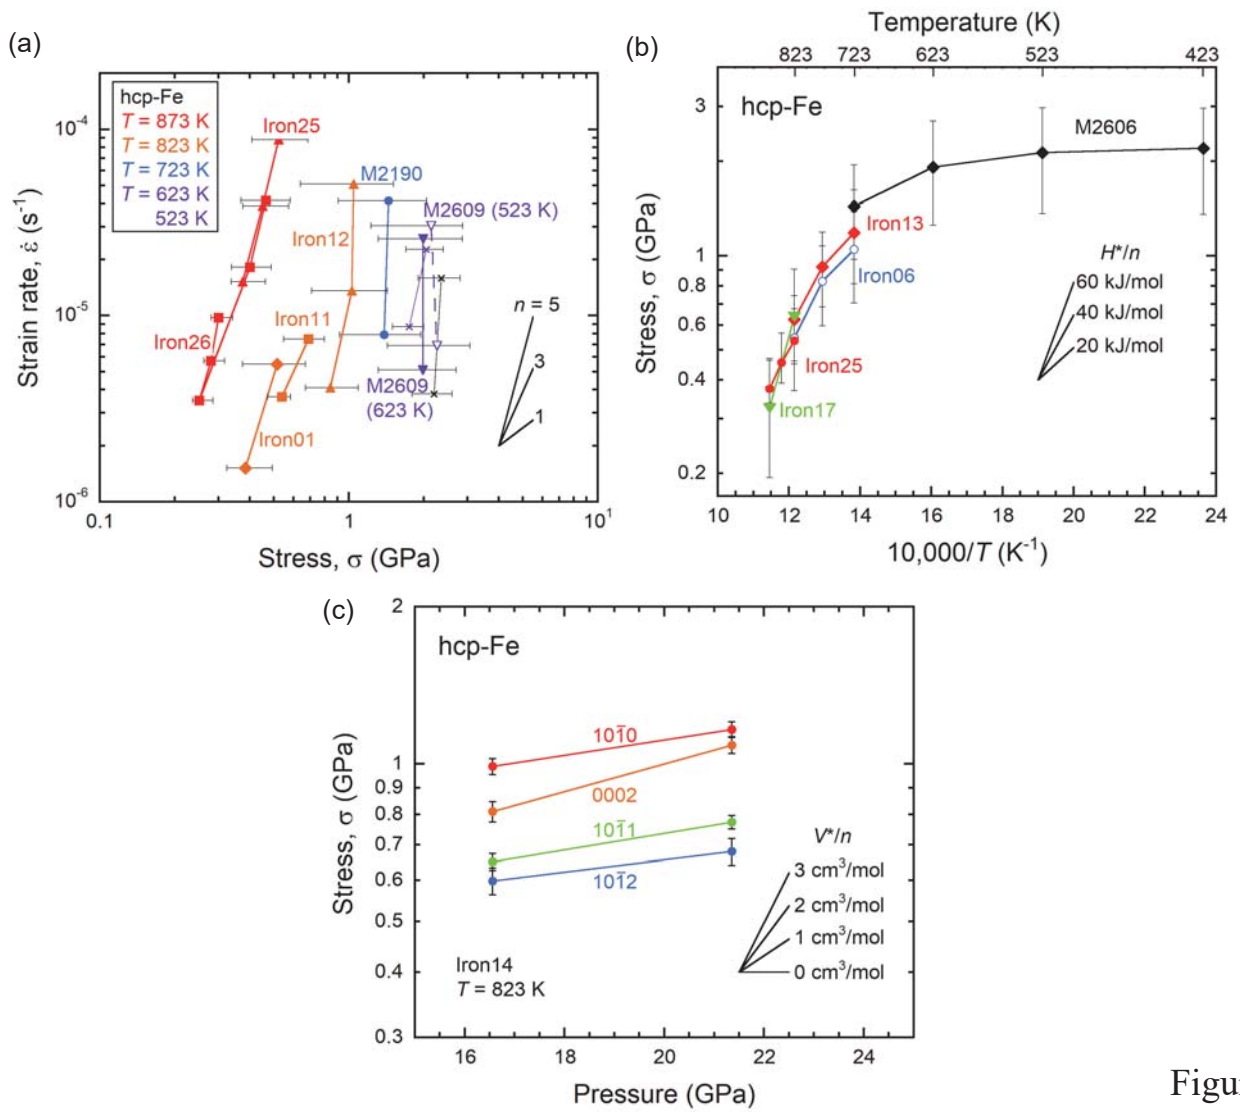 (a)
hcp-Fe
T = 873 K
T = 823 K
T = 723 K
T = 623 K
523 K
Iron25
M2190
M2609 (523 K)
Iron12
Iron11
Iron26
M2609
(623 K)
Iron01
n = 5
3
1
10⁻⁴
10⁻⁵
10⁻⁶
Strain rate, ε̇ (s⁻¹)
0.1
1
10¹
Stress, σ (GPa)
(b)
Temperature (K)
823
723
623
523
423
hcp-Fe
M2606
Iron13
Iron06
Iron25
Iron17
H*/n
60 kJ/mol
40 kJ/mol
20 kJ/mol
3
1
0.8
0.6
0.4
0.2
Stress, σ (GPa)
10
12
14
16
18
20
22
24
10,000/T (K⁻¹)
(c)
hcp-Fe
101̄0
0002
101̄1
101̄2
V*/n
3 cm³/mol
2 cm³/mol
1 cm³/mol
0 cm³/mol
Iron14
T = 823 K
2
1
0.9
0.8
0.7
0.6
0.5
0.4
0.3
Stress, σ (GPa)
16
18
20
22
24
Pressure (GPa)